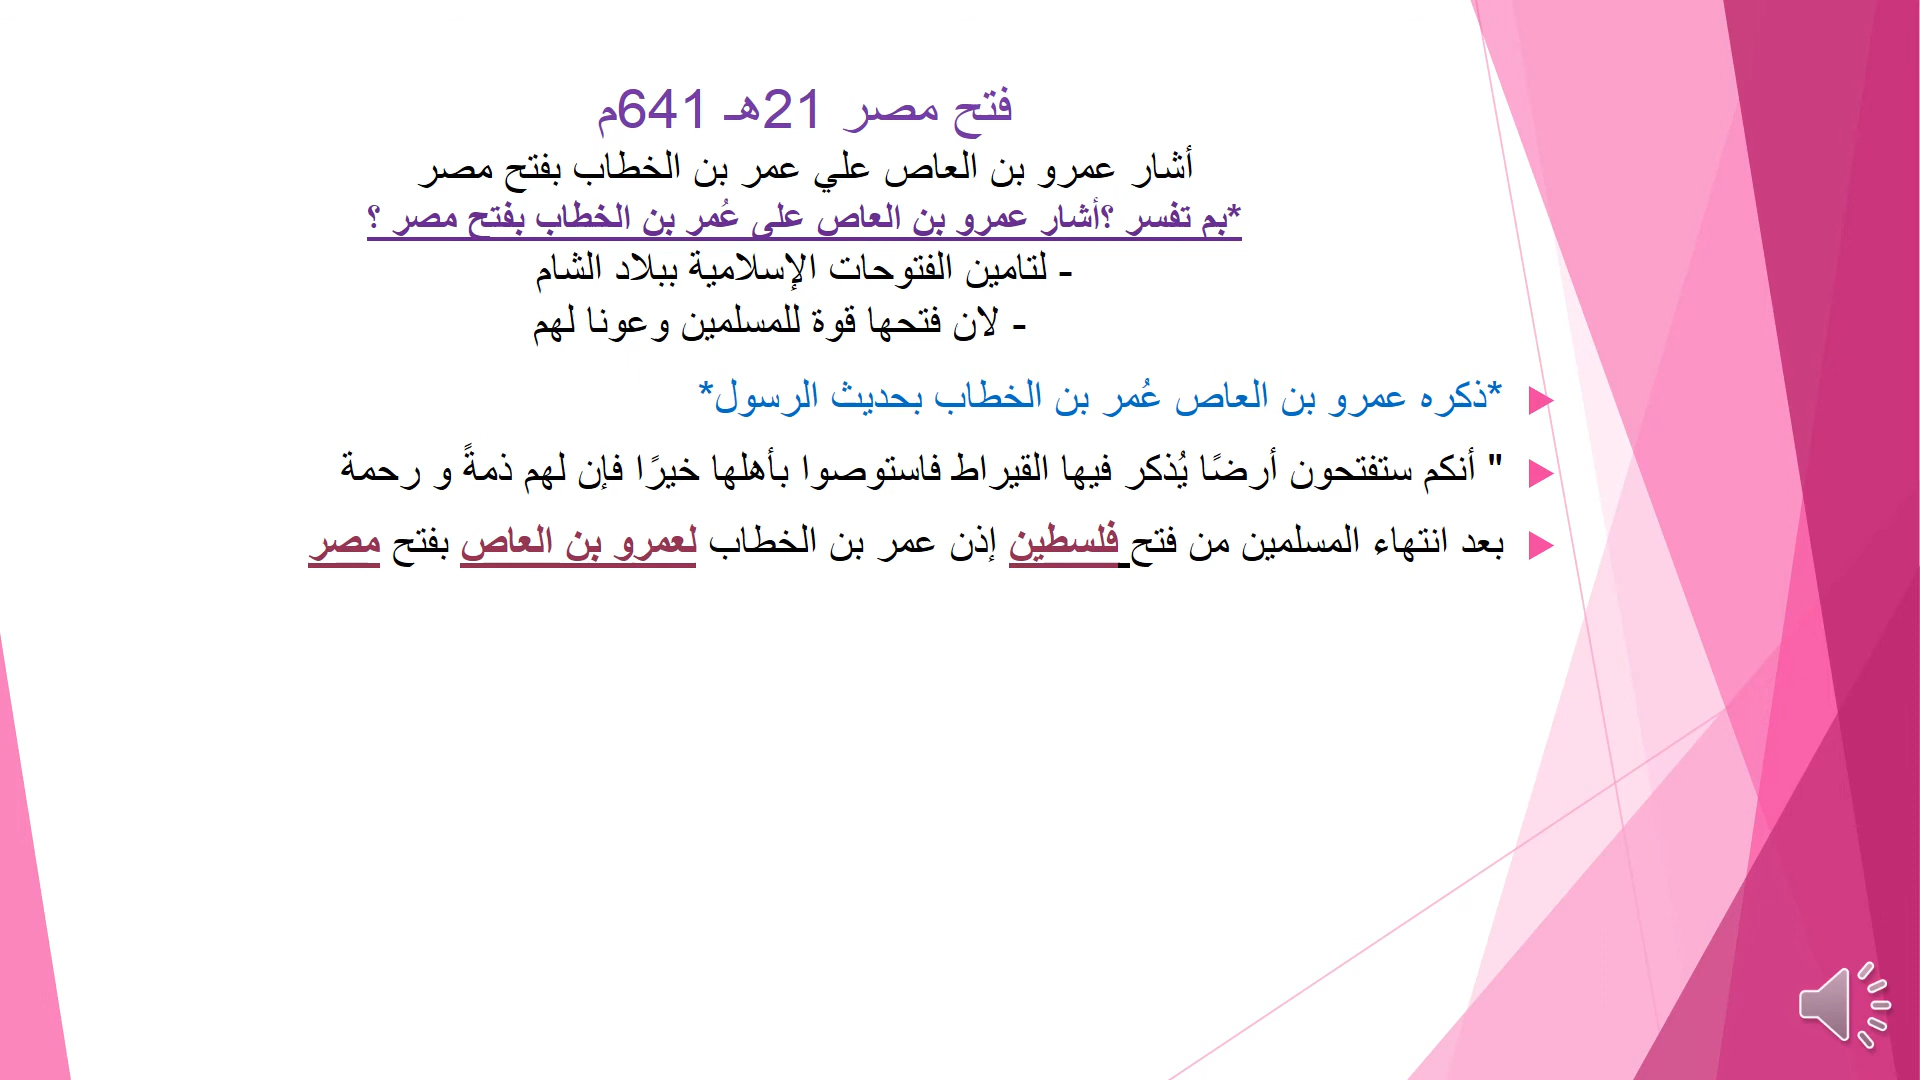 فتح مصر 21هـ 641م
أشار عمرو بن العاص علي عمر بن الخطاب بفتح مصر
*بم تفسر ؟أشار عمرو بن العاص على عُمر بن الخطاب بفتح مصر ؟
- لتامين الفتوحات الإسلامية ببلاد الشام
- لان فتحها قوة للمسلمين وعونا لهم
*ذكره عمرو بن العاص عُمر بن الخطاب بحديث الرسول*
" أنكم ستفتحون أرضًا يُذكر فيها القيراط فاستوصوا بأهلها خيرًا فإن لهم ذمةً و رحمة
بعد انتهاء المسلمين من فتح فلسطين إذن عمر بن الخطاب لعمرو بن العاص بفتح مصر